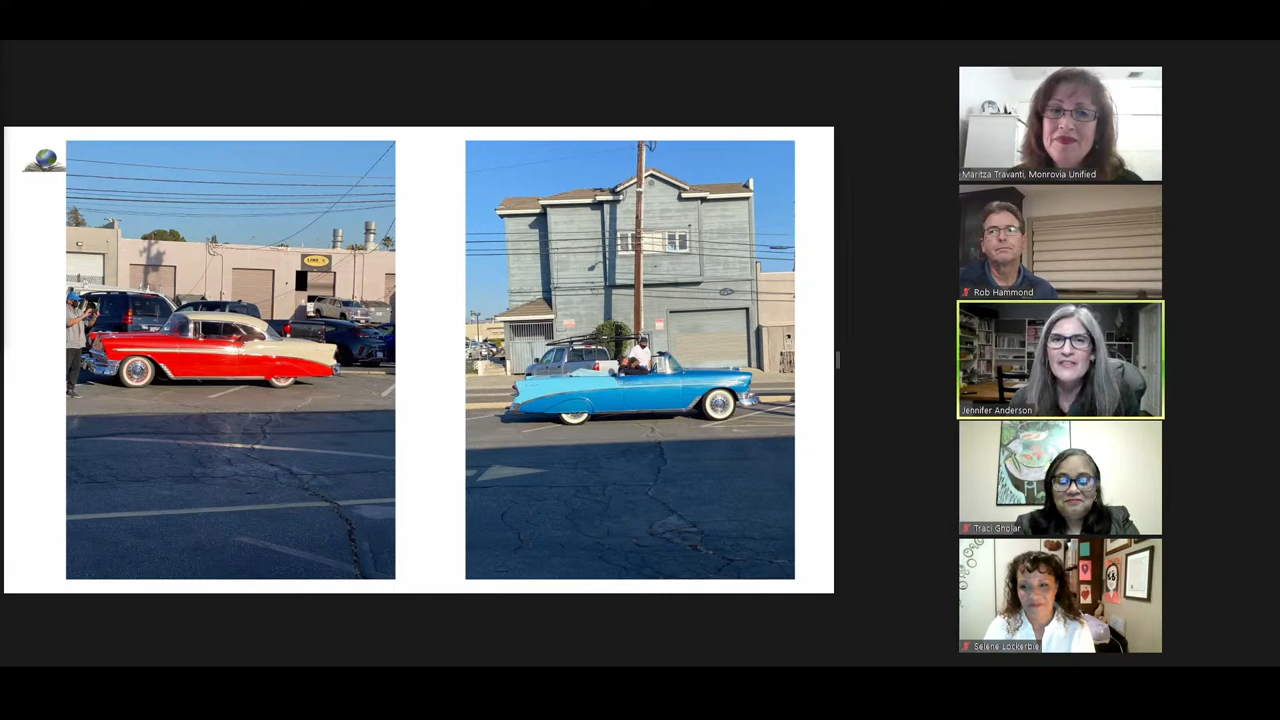 Maritza Travanti, Monrovia Unified
Rob Hammond
Jennifer Anderson
Traci Gholar
Selene Lockerbie